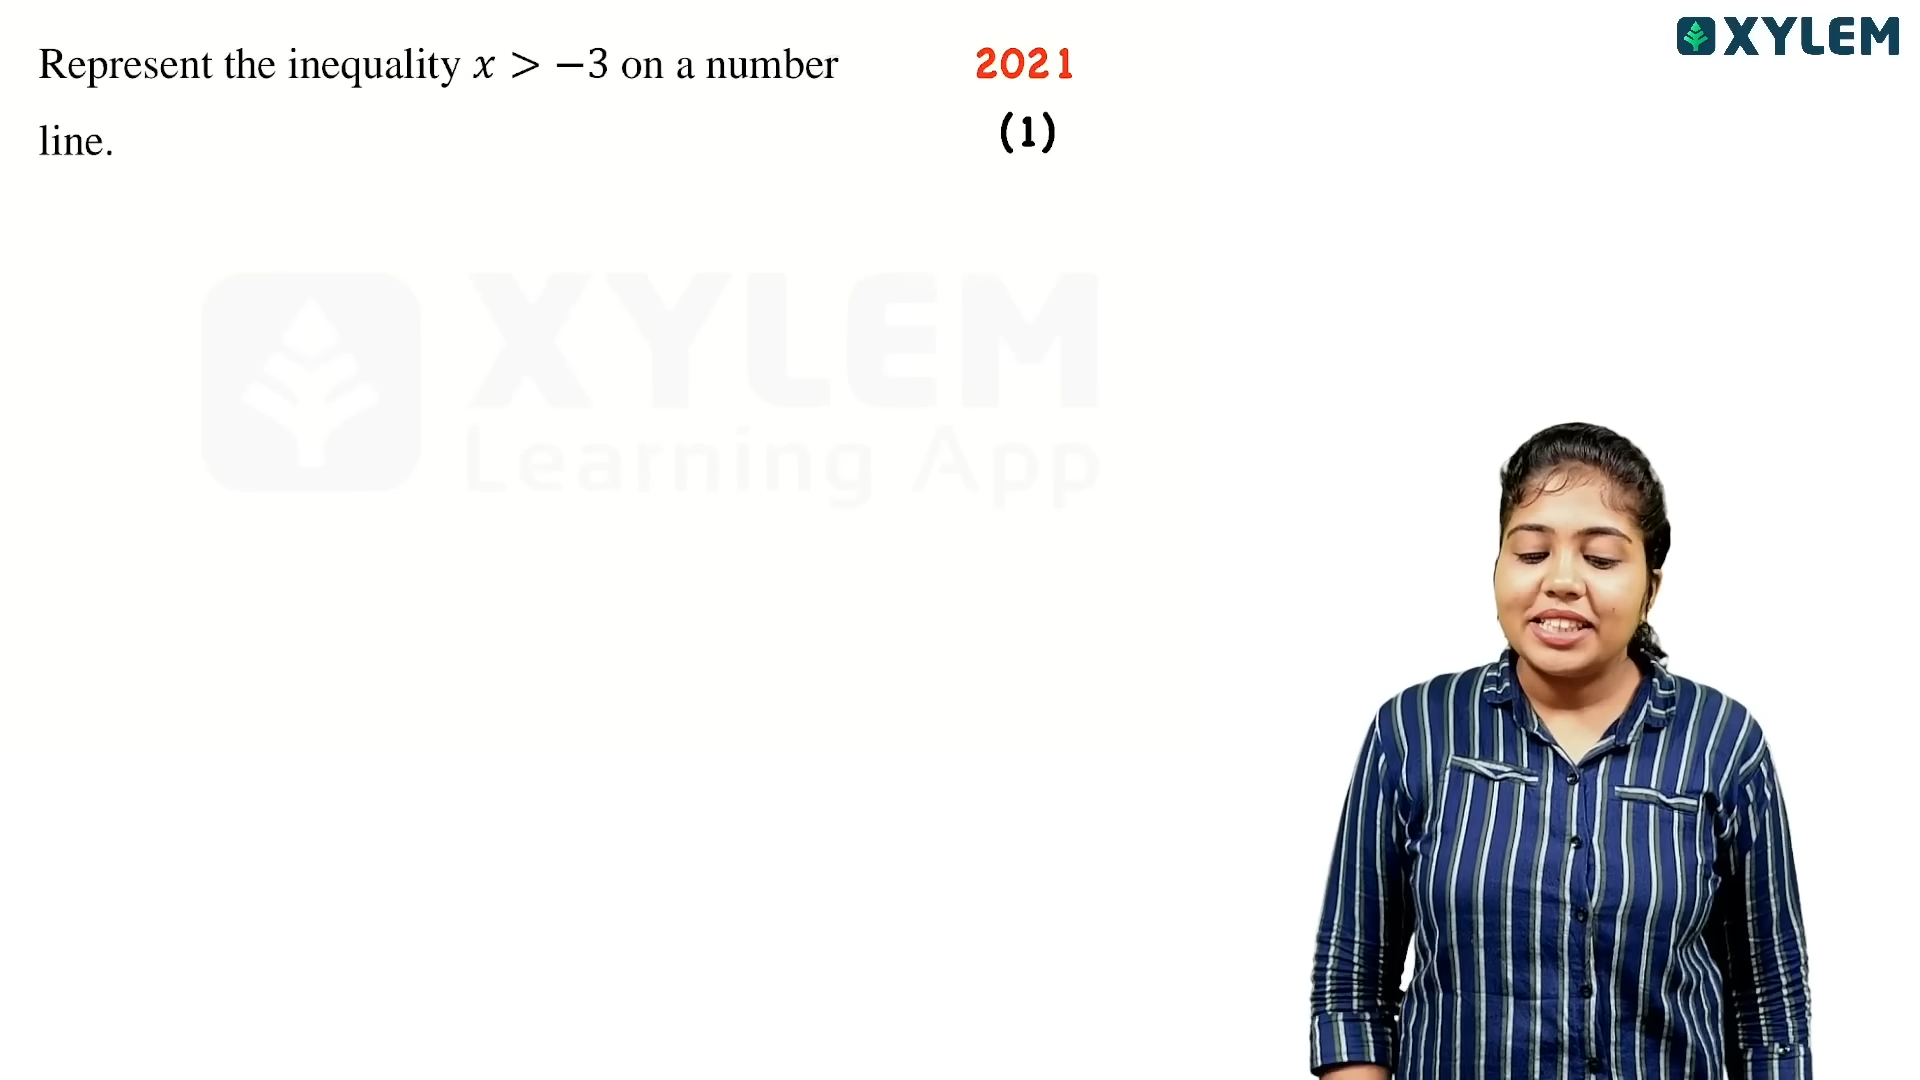 Represent the inequality x > −3 on a number
line.
2021
(1)
XYLEM
XYLEM
Learning App